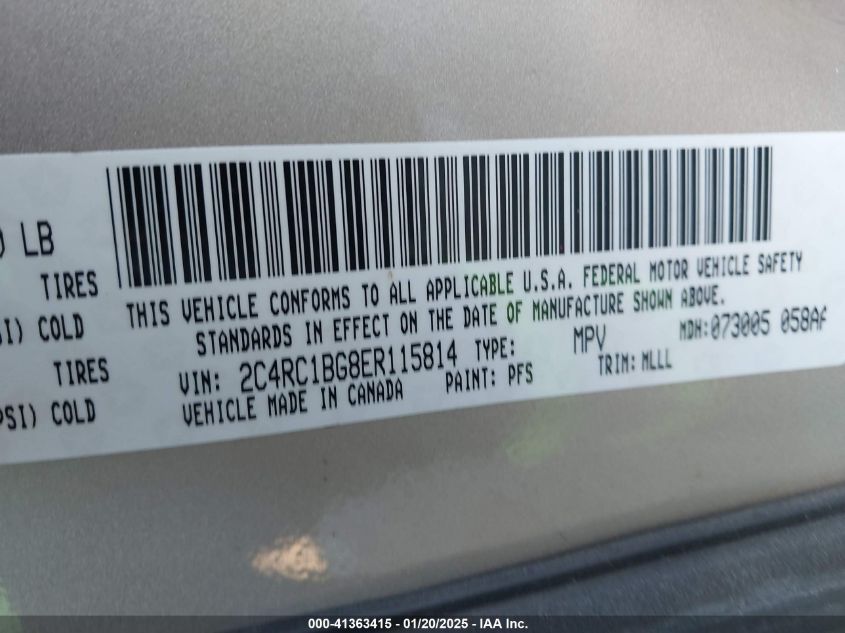 ) LB
TIRES
SI) COLD
TIRES
PSI) COLD
THIS VEHICLE CONFORMS TO ALL APPLICABLE U.S.A. FEDERAL MOTOR VEHICLE SAFETY
STANDARDS IN EFFECT ON THE DATE OF MANUFACTURE SHOWN ABOVE.
VIN: 2C4RC1BG8ER115814 TYPE: MPV MDH:073005 058AA
VEHICLE MADE IN CANADA PAINT: PFS TRIM: MLLL
000-41363415 - 01/20/2025 - IAA Inc.